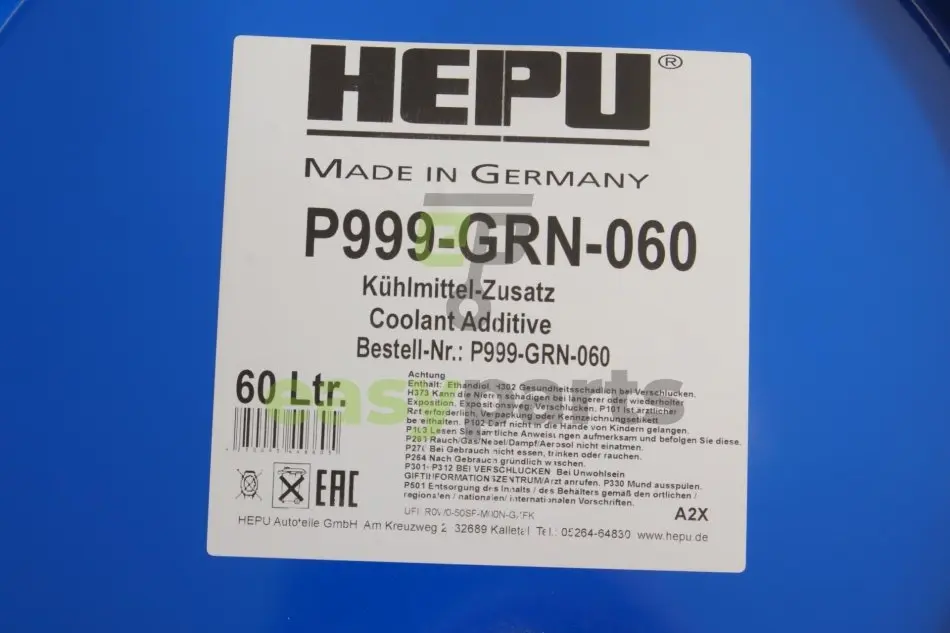 HEPU®
MADE IN GERMANY
P999-GRN-060
Kühlmittel-Zusatz
Coolant Additive
Bestell-Nr.: P999-GRN-060
60 Ltr.
Achtung
Enthält: Ethandiol. H302 Gesundheitsschädlich bei Verschlucken.
H373 Kann die Nieren schädigen bei längerer oder wiederholter
Exposition. Expositionsweg: Verschlucken. P101 Ist ärztlicher
Rat erforderlich, Verpackung oder Kennzeichnungsetikett
bereithalten. P102 Darf nicht in die Hände von Kindern gelangen.
P103 Lesen Sie sämtliche Anweisungen aufmerksam und befolgen Sie diese.
Rauch/Gas/Nebel/Dampf/Aerosol nicht einatmen.
Bei Gebrauch nicht essen, trinken oder rauchen.
P264 Nach Gebrauch gründlich waschen.
P301+P312 BEI VERSCHLUCKEN: Bei Unwohlsein
GIFTINFORMATIONSZENTRUM/Arzt anrufen. P330 Mund ausspülen.
P501 Entsorgung des Inhalts / des Behälters gemäß den örtlichen /
regionalen / nationalen/ internationalen Vorschriften.
EAC
UFI:
A2X
HEPU Autoteile GmbH Am Kreuzweg 2 32689 Kalletal Tel.: 05264-64830 www.hepu.de
easyparts